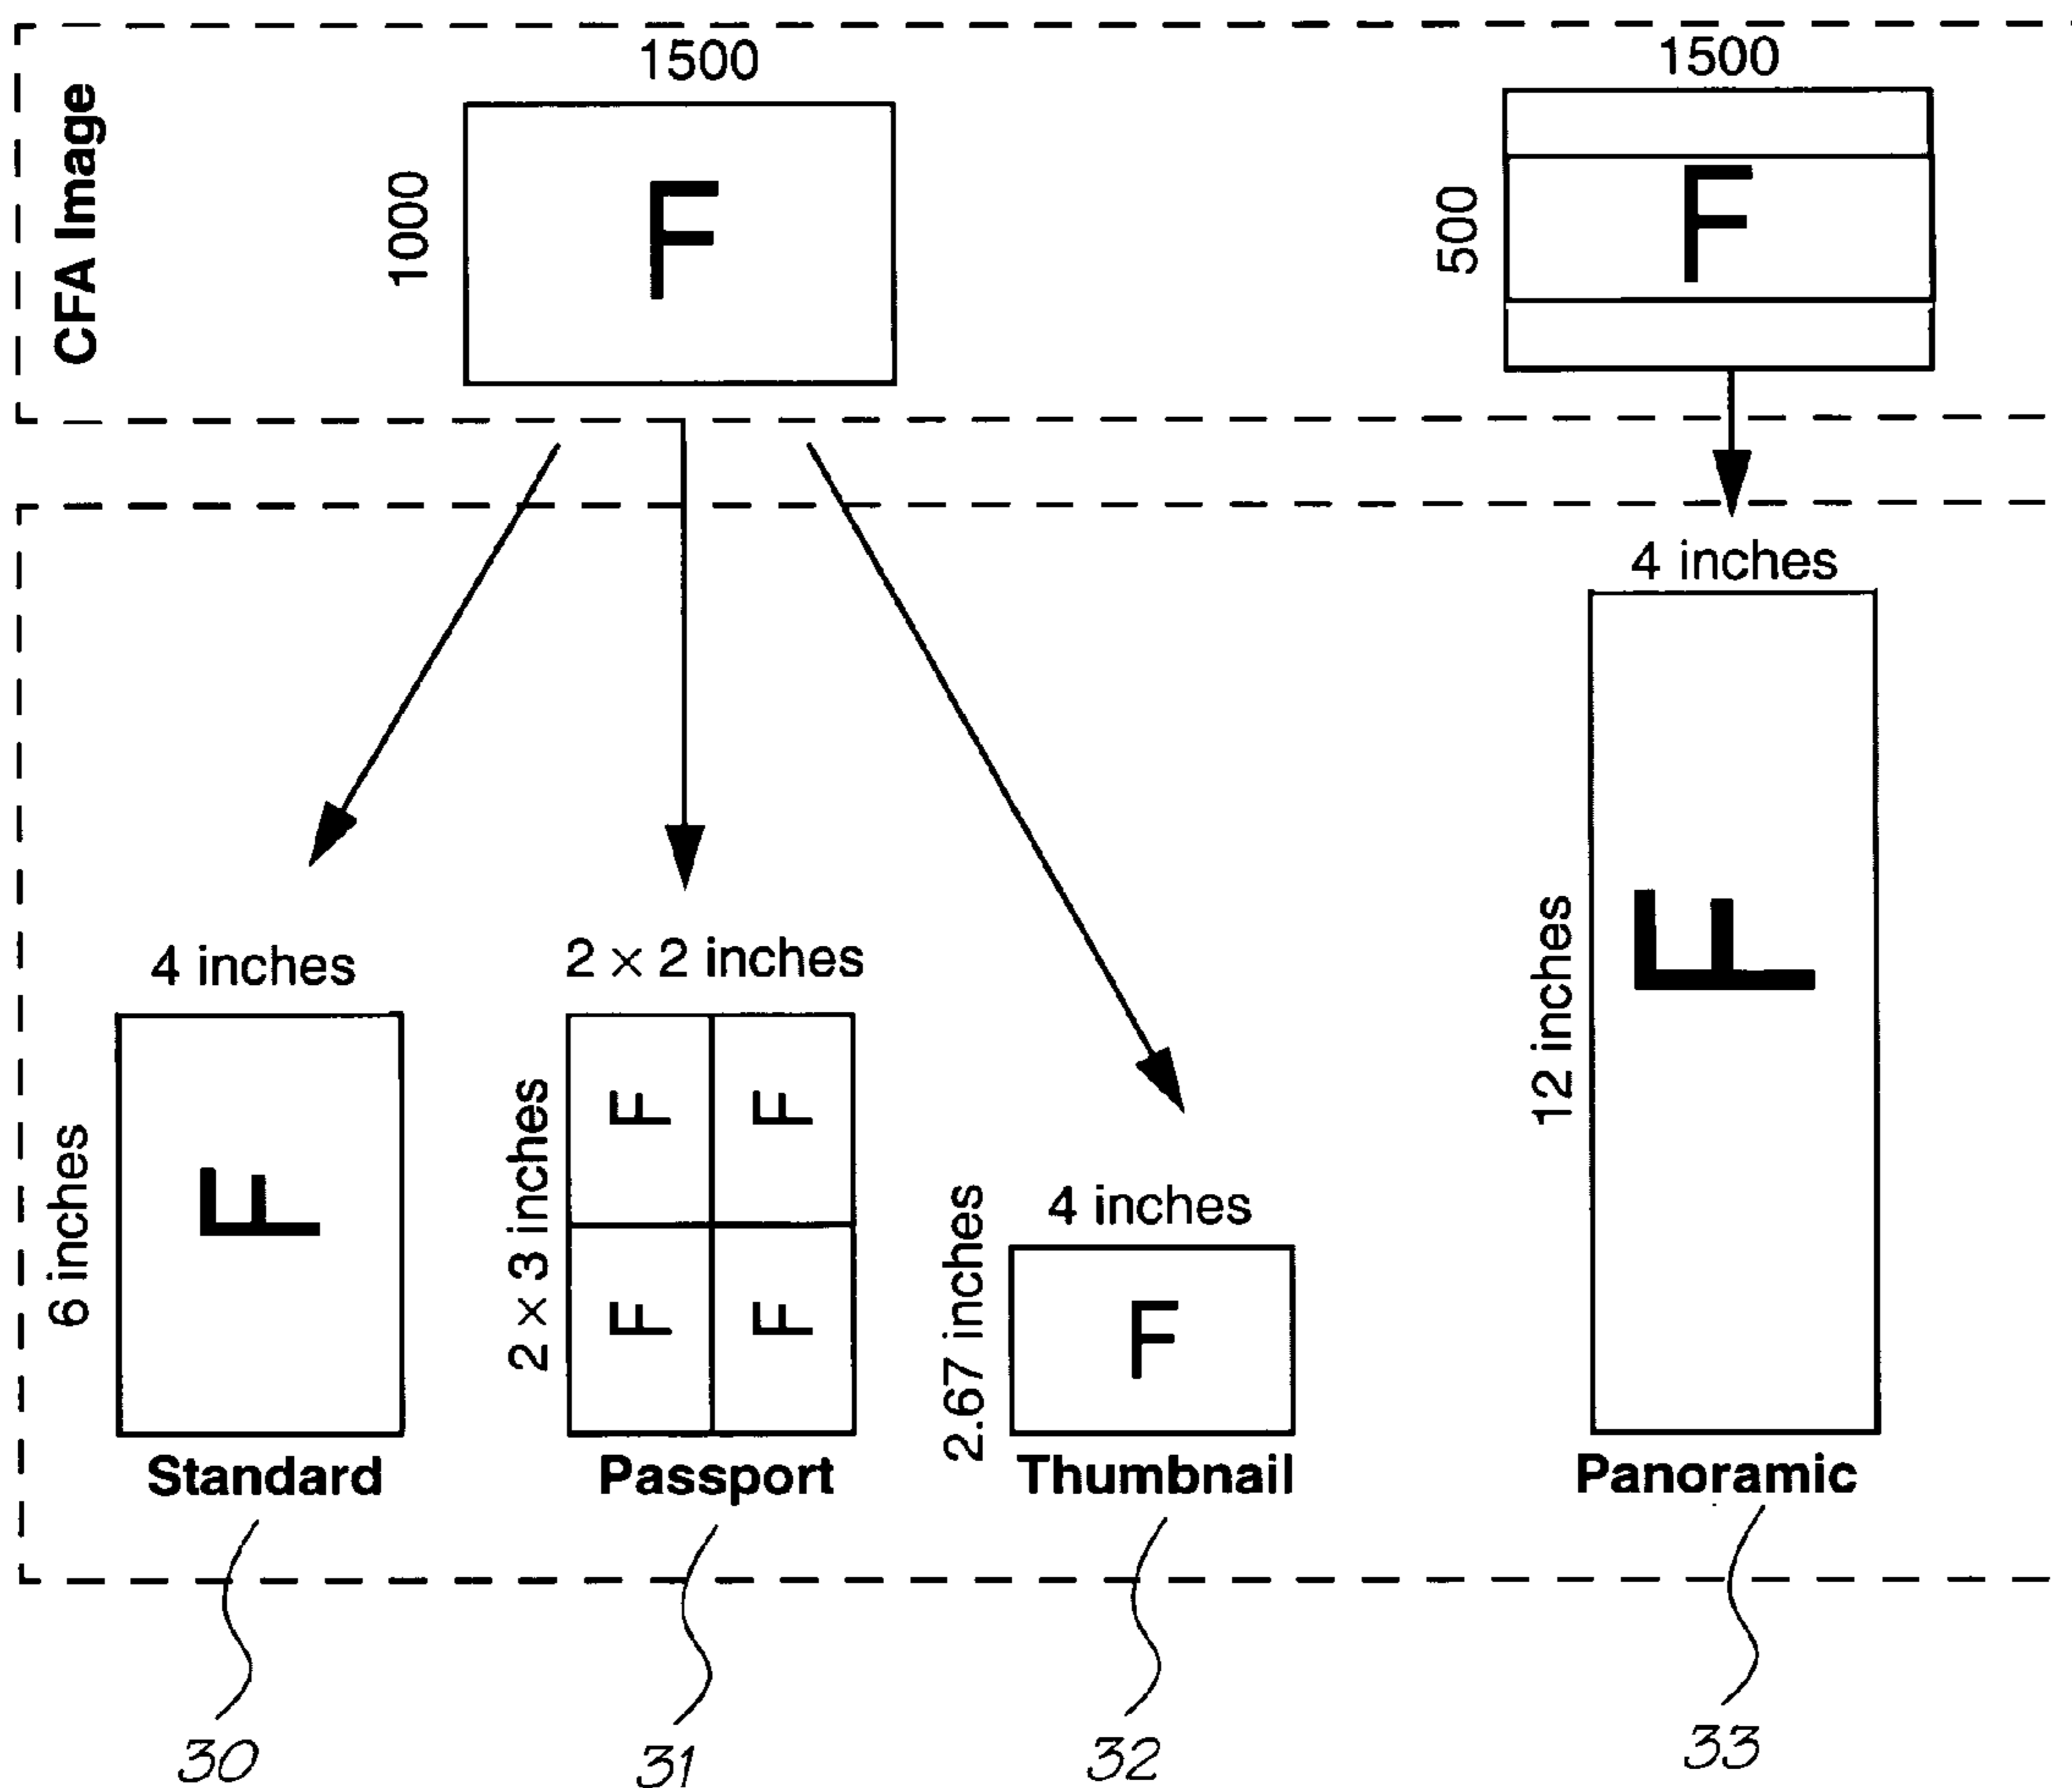 CFA Image
1500
1000
F
1500
500
F
4 inches
6 inches
F
Standard
2 × 2 inches
2 × 3 inches
F F
F F
Passport
4 inches
2.67 inches
F
Thumbnail
4 inches
12 inches
F
Panoramic
30
31
32
33